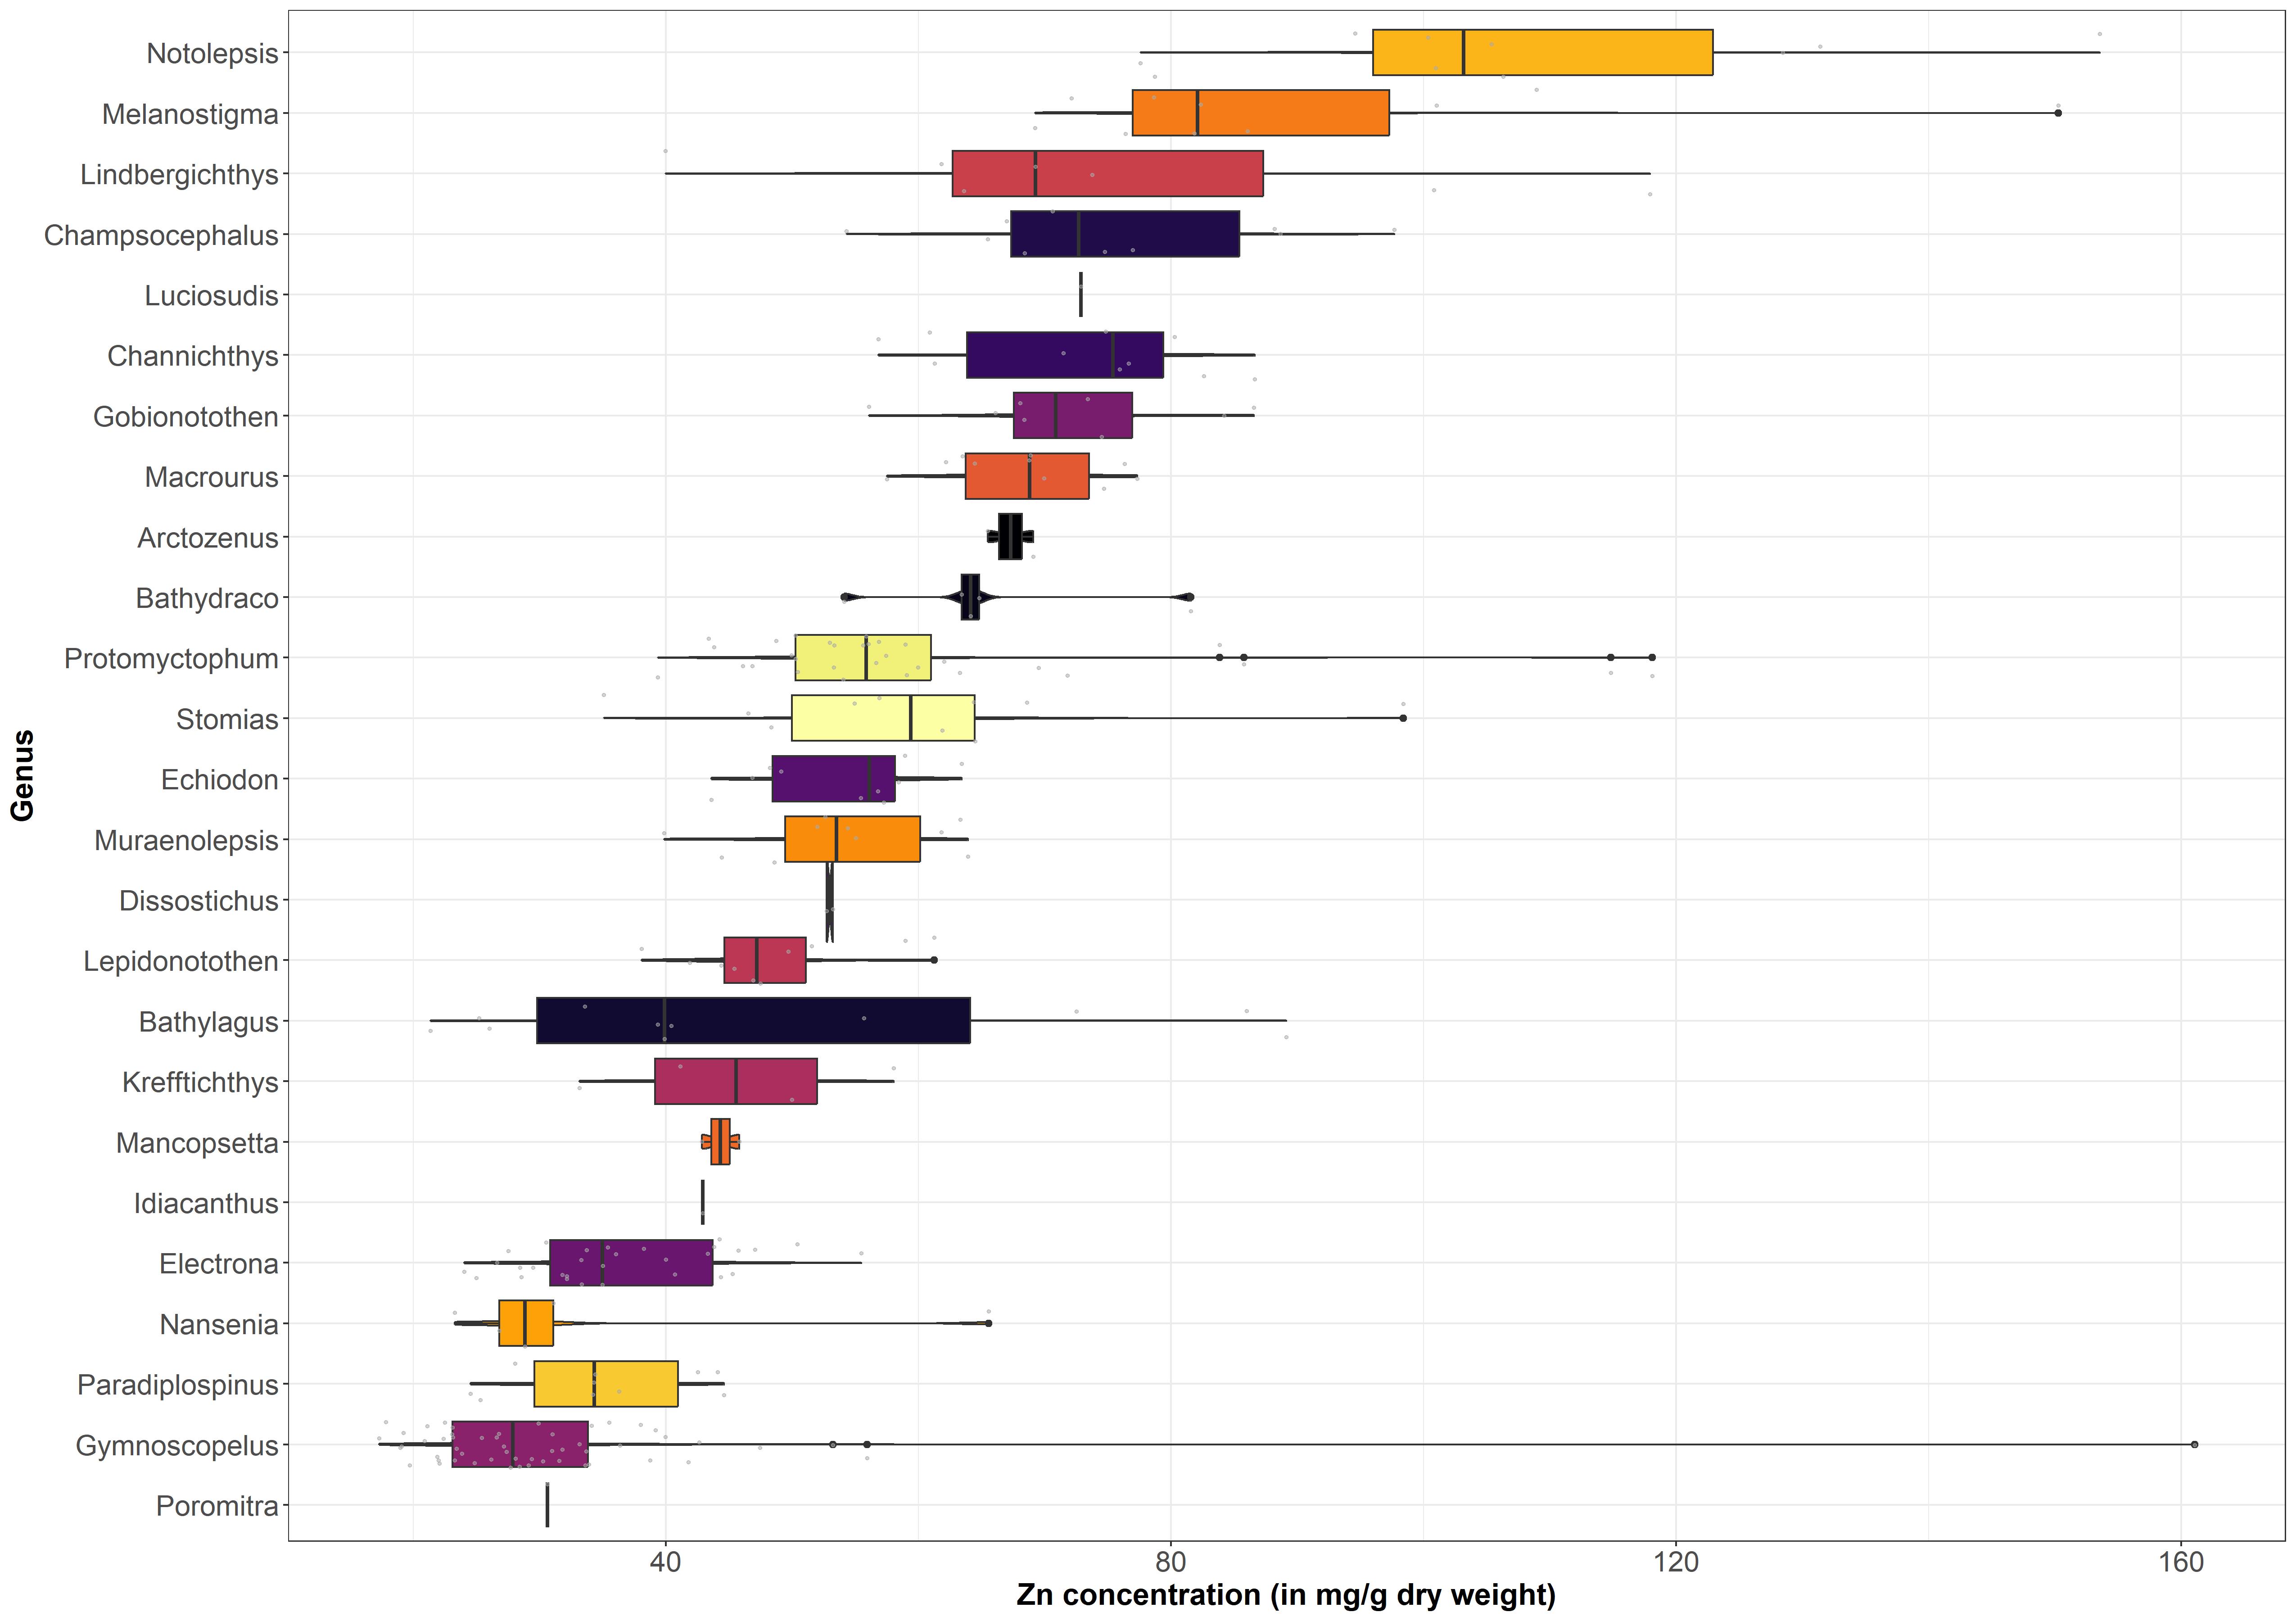 Notolepsis
Melanostigma
Lindbergichthys
Champsocephalus
Luciosudis
Channichthys
Gobionotothen
Macrourus
Arctozenus
Bathydraco
Protomyctophum
Stomias
Echiodon
Muraenolepsis
Dissostichus
Lepidonotothen
Bathylagus
Krefftichthys
Mancopsetta
Idiacanthus
Electrona
Nansenia
Paradiplospinus
Gymnoscopelus
Poromitra
Genus
40 80 120 160
Zn concentration (in mg/g dry weight)